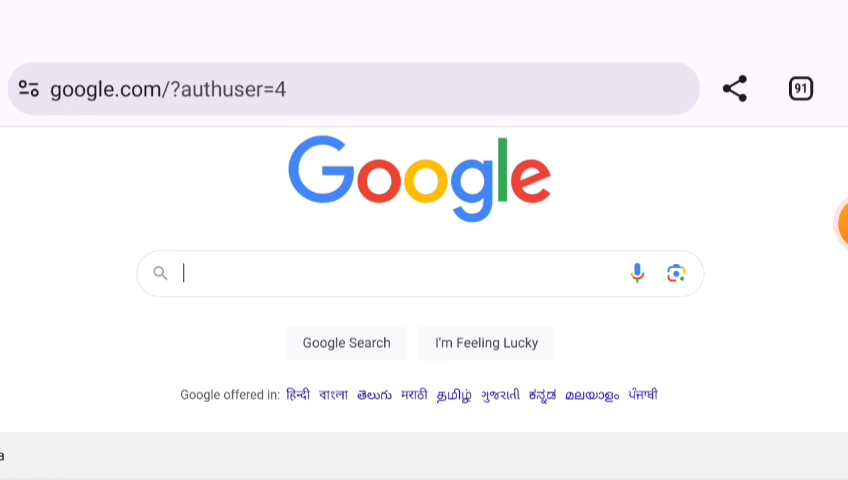 google.com/?authuser=4
91
Google
Google Search
I'm Feeling Lucky
Google offered in: हिन्दी বাংলা తెలుగు मराठी தமிழ் ગુજરાતી ಕನ್ನಡ മലയാളം ਪੰਜਾਬੀ
a